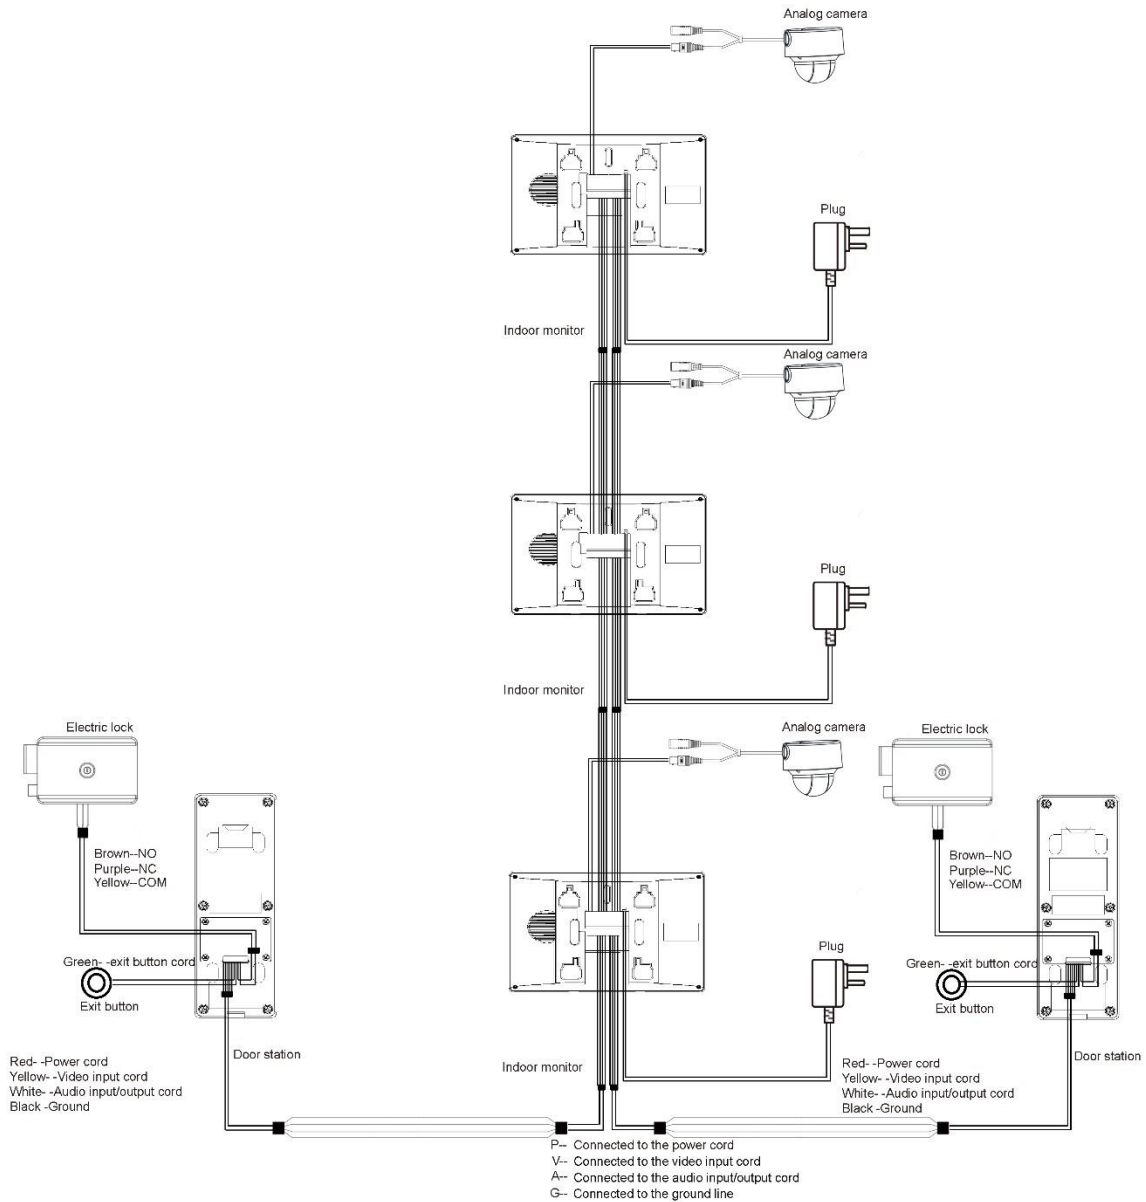 Analog camera
Plug
Indoor monitor
Analog camera
Plug
Indoor monitor
Analog camera
Electric lock
Electric lock
Brown--NO
Purple--NC
Yellow--COM
Brown--NO
Purple--NC
Yellow--COM
Plug
Green- -exit button cord
Exit button
Green- -exit button cord
Exit button
Door station
Indoor monitor
Door station
Red- -Power cord
Yellow- -Video input cord
White- -Audio input/output cord
Black -Ground
Red- -Power cord
Yellow- -Video input cord
White- -Audio input/output cord
Black -Ground
P-- Connected to the power cord
V-- Connected to the video input cord
A-- Connected to the audio input/output cord
G-- Connected to the ground line